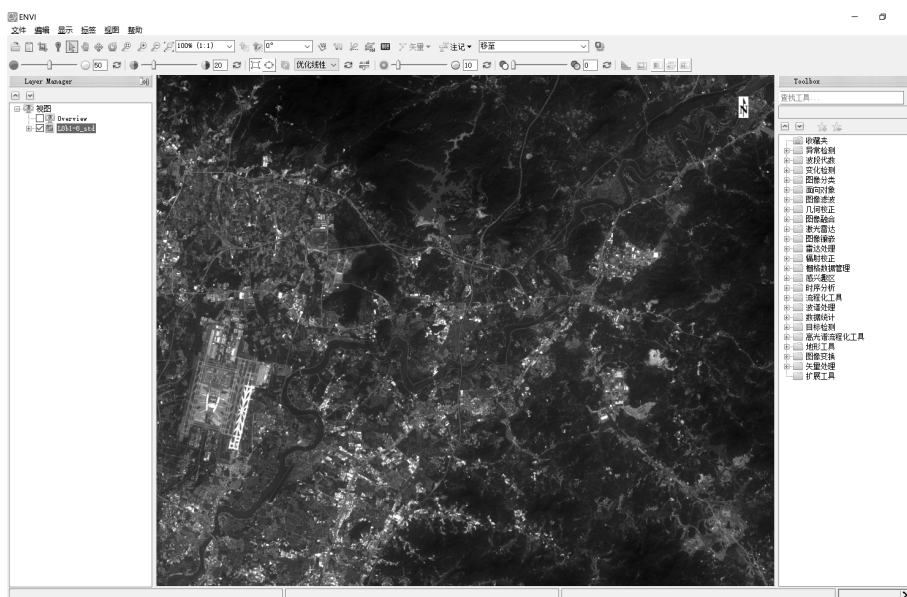 ENVI
文件 编辑 显示 标签 视图 帮助
100% (1:1) 0° 矢量 注记 移至
50 20 优化线性 10 0
Layer Manager
视图
Overview
L8b1-6_std
N
Toolbox
查找工具...
收藏夹
异常检测
波段代数
变化检测
图像分类
面向对象
图像滤波
几何校正
图像融合
激光雷达
图像镶嵌
雷达处理
辐射校正
栅格数据管理
感兴趣区
时序分析
流程化工具
波谱处理
数据统计
目标检测
高光谱流程化工具
地形工具
图像变换
矢量处理
扩展工具